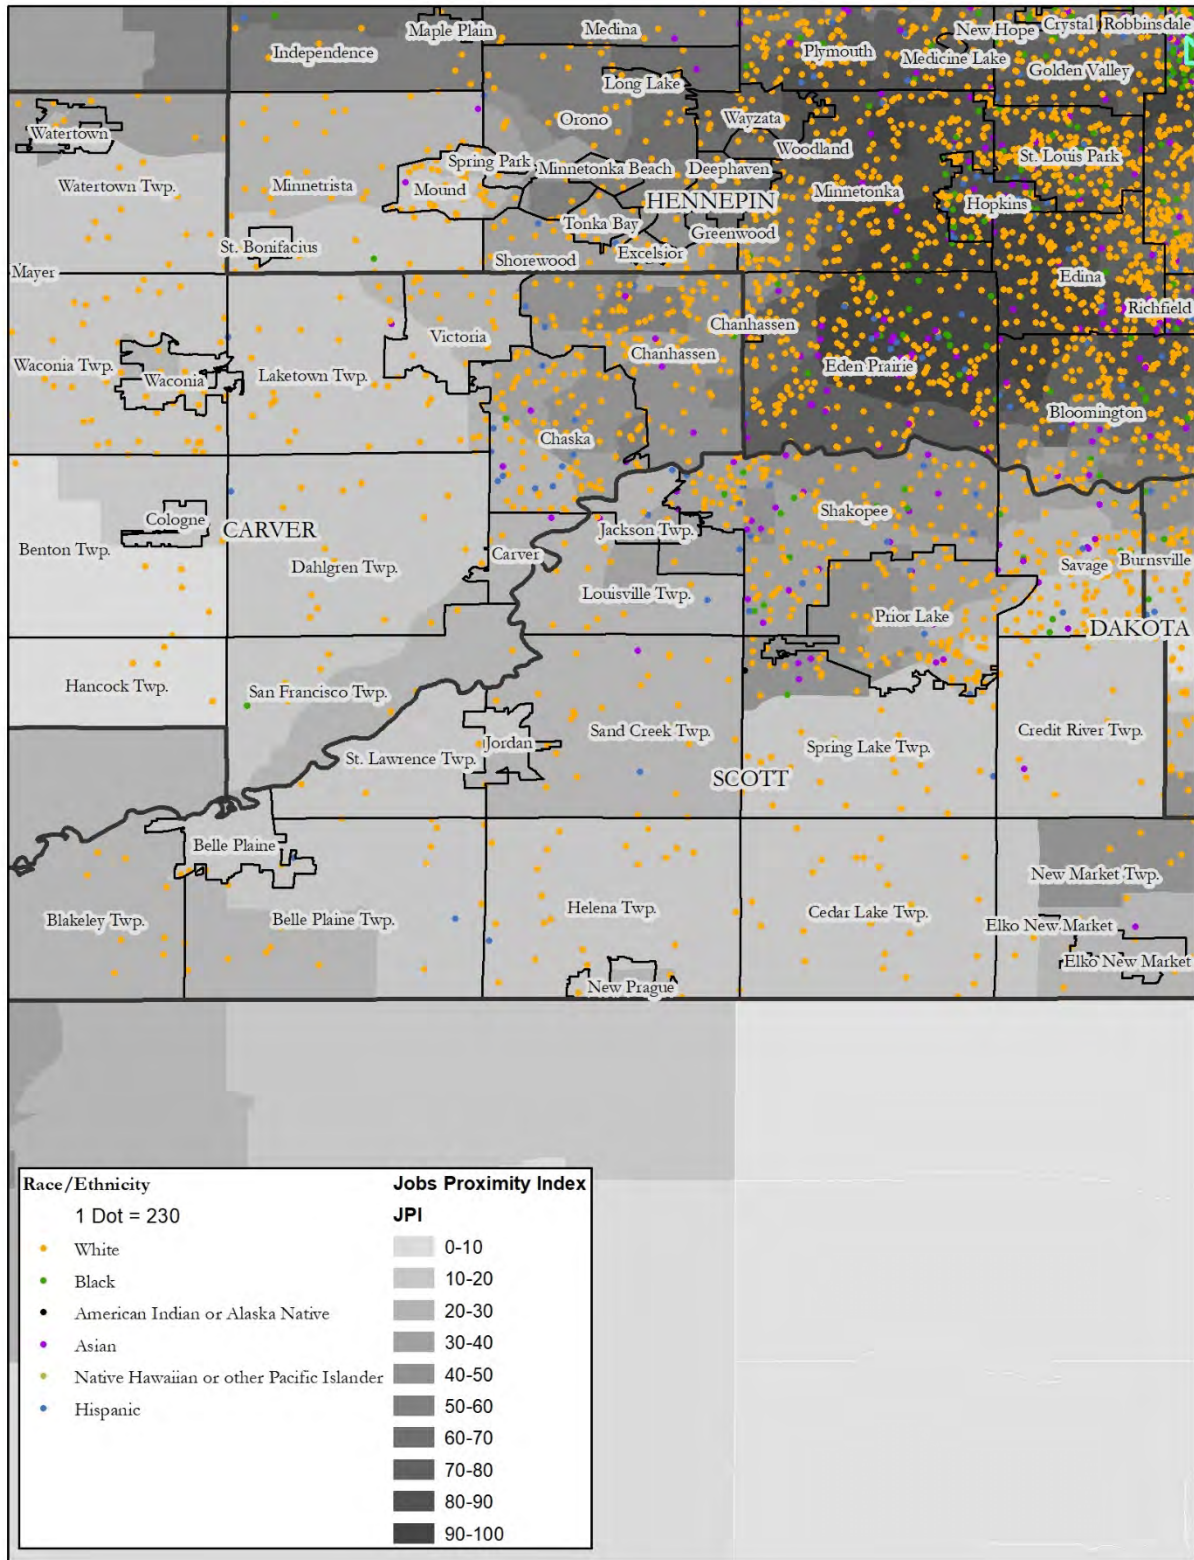 Maple Plain
Medina
New Hope
Crystal
Robbinsdale
Independence
Plymouth
Medicine Lake
Golden Valley
Long Lake
Watertown
Orono
Wayzata
Woodland
St. Louis Park
Spring Park
Minnetonka Beach
Deephaven
Watertown Twp.
Minnetrista
Mound
Minnetonka
HENNEPIN
Hopkins
Tonka Bay
Greenwood
St. Bonifacius
Shorewood
Excelsior
Mayer
Edina
Richfield
Victoria
Chanhassen
Chanhassen
Waconia Twp.
Waconia
Laketown Twp.
Eden Prairie
Bloomington
Chaska
Cologne
CARVER
Shakopee
Jackson Twp.
Benton Twp.
Dahlgren Twp.
Carver
Savage
Burnsville
Louisville Twp.
Prior Lake
DAKOTA
Hancock Twp.
San Francisco Twp.
Jordan
Sand Creek Twp.
Spring Lake Twp.
Credit River Twp.
St. Lawrence Twp.
SCOTT
Belle Plaine
New Market Twp.
Blakeley Twp.
Belle Plaine Twp.
Helena Twp.
Cedar Lake Twp.
Elko New Market
Elko New Market
New Prague
Race/Ethnicity
1 Dot = 230
White
Black
American Indian or Alaska Native
Asian
Native Hawaiian or other Pacific Islander
Hispanic
Jobs Proximity Index
JPI
0-10
10-20
20-30
30-40
40-50
50-60
60-70
70-80
80-90
90-100